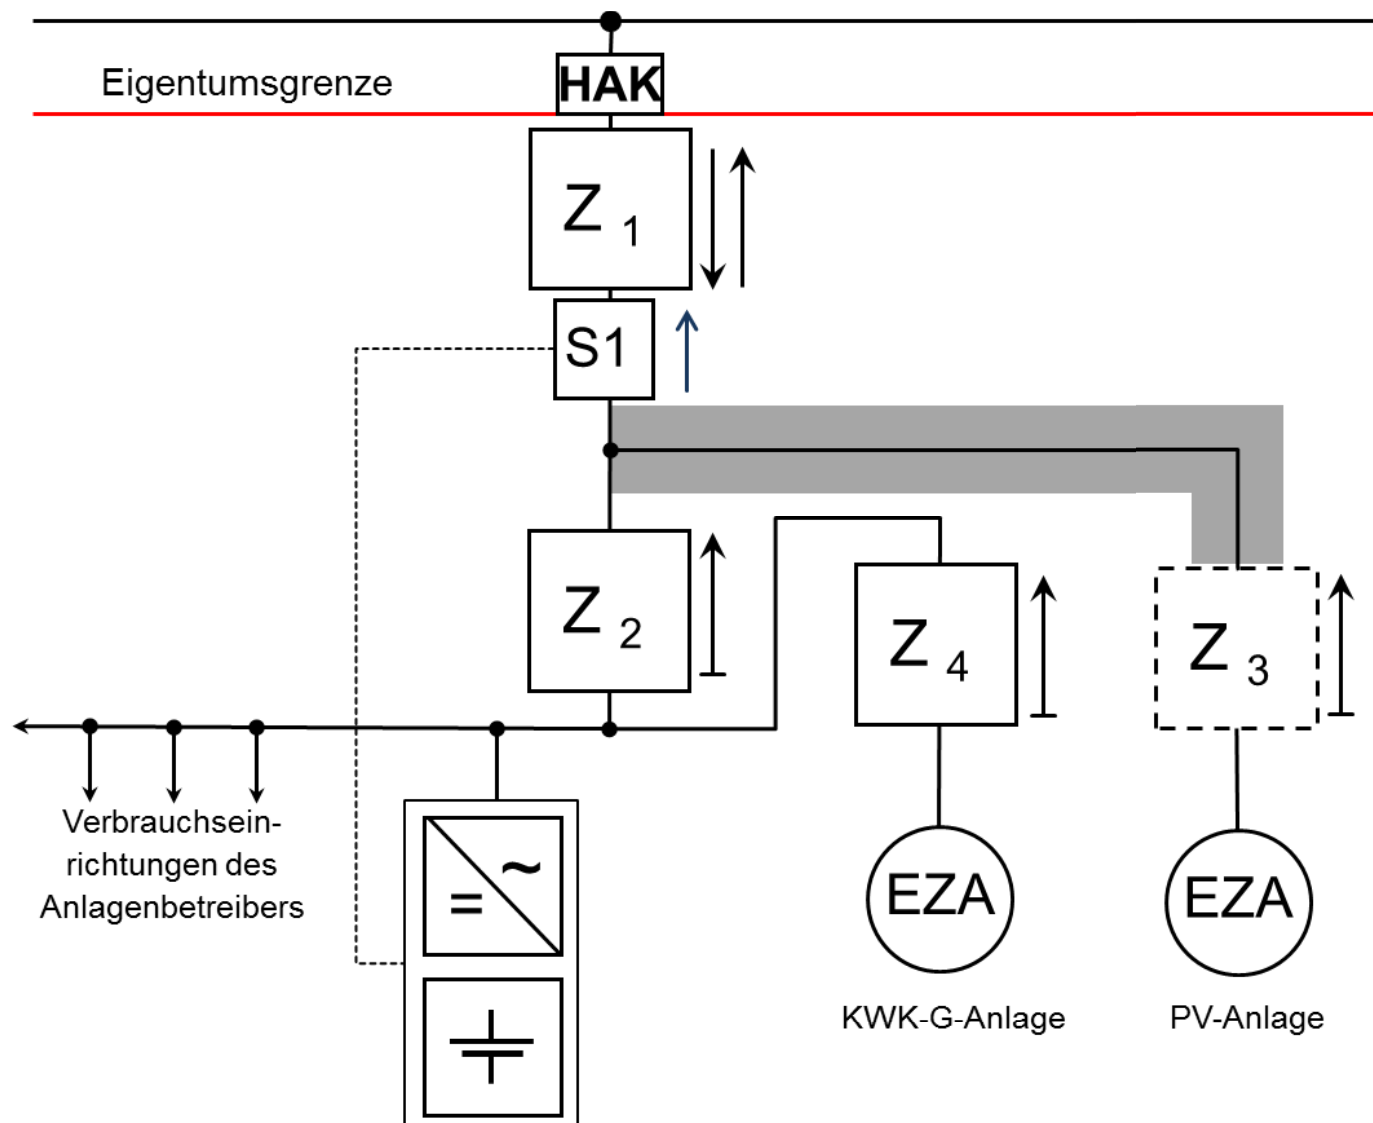 Eigentumsgrenze
HAK
Z 1
S1
Z 2
Z 4
Z 3
Verbrauchsein-
richtungen des
Anlagenbetreibers
= ~
EZA
EZA
KWK-G-Anlage
PV-Anlage